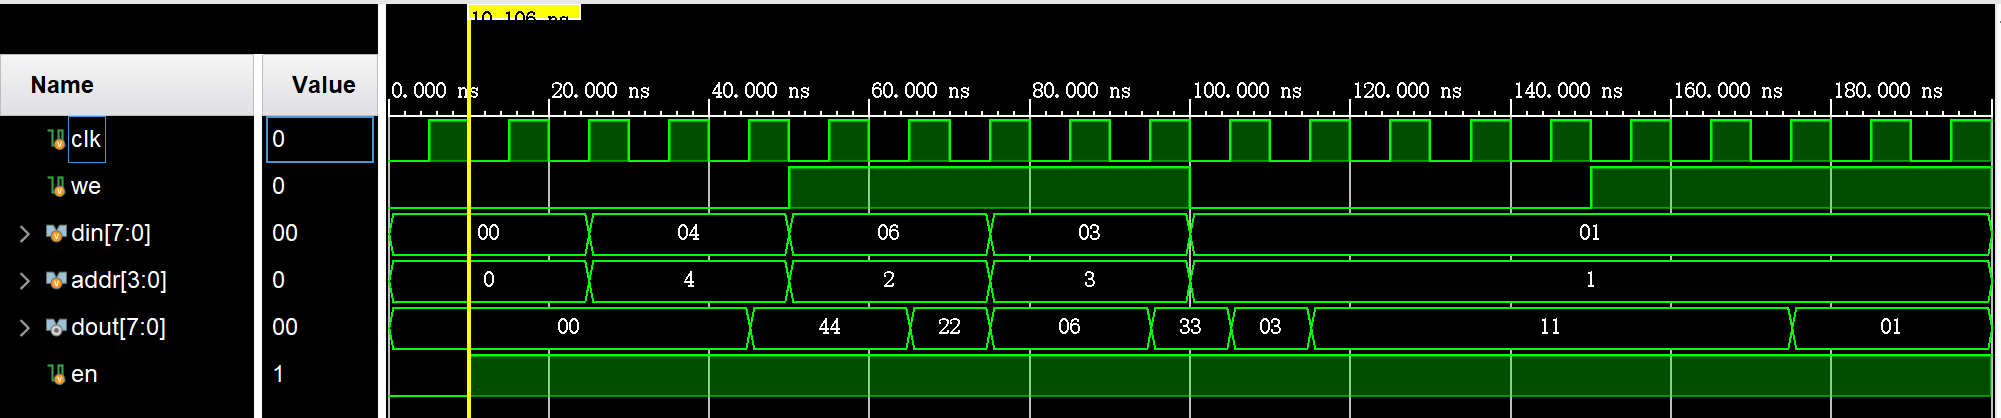 10.106 ns
Name Value
0.000 ns 20.000 ns 40.000 ns 60.000 ns 80.000 ns 100.000 ns 120.000 ns 140.000 ns 160.000 ns 180.000 ns
clk 0
we 0
din[7:0] 00 00 04 06 03 01
addr[3:0] 0 0 4 2 3 1
dout[7:0] 00 00 44 22 06 33 03 11 01
en 1